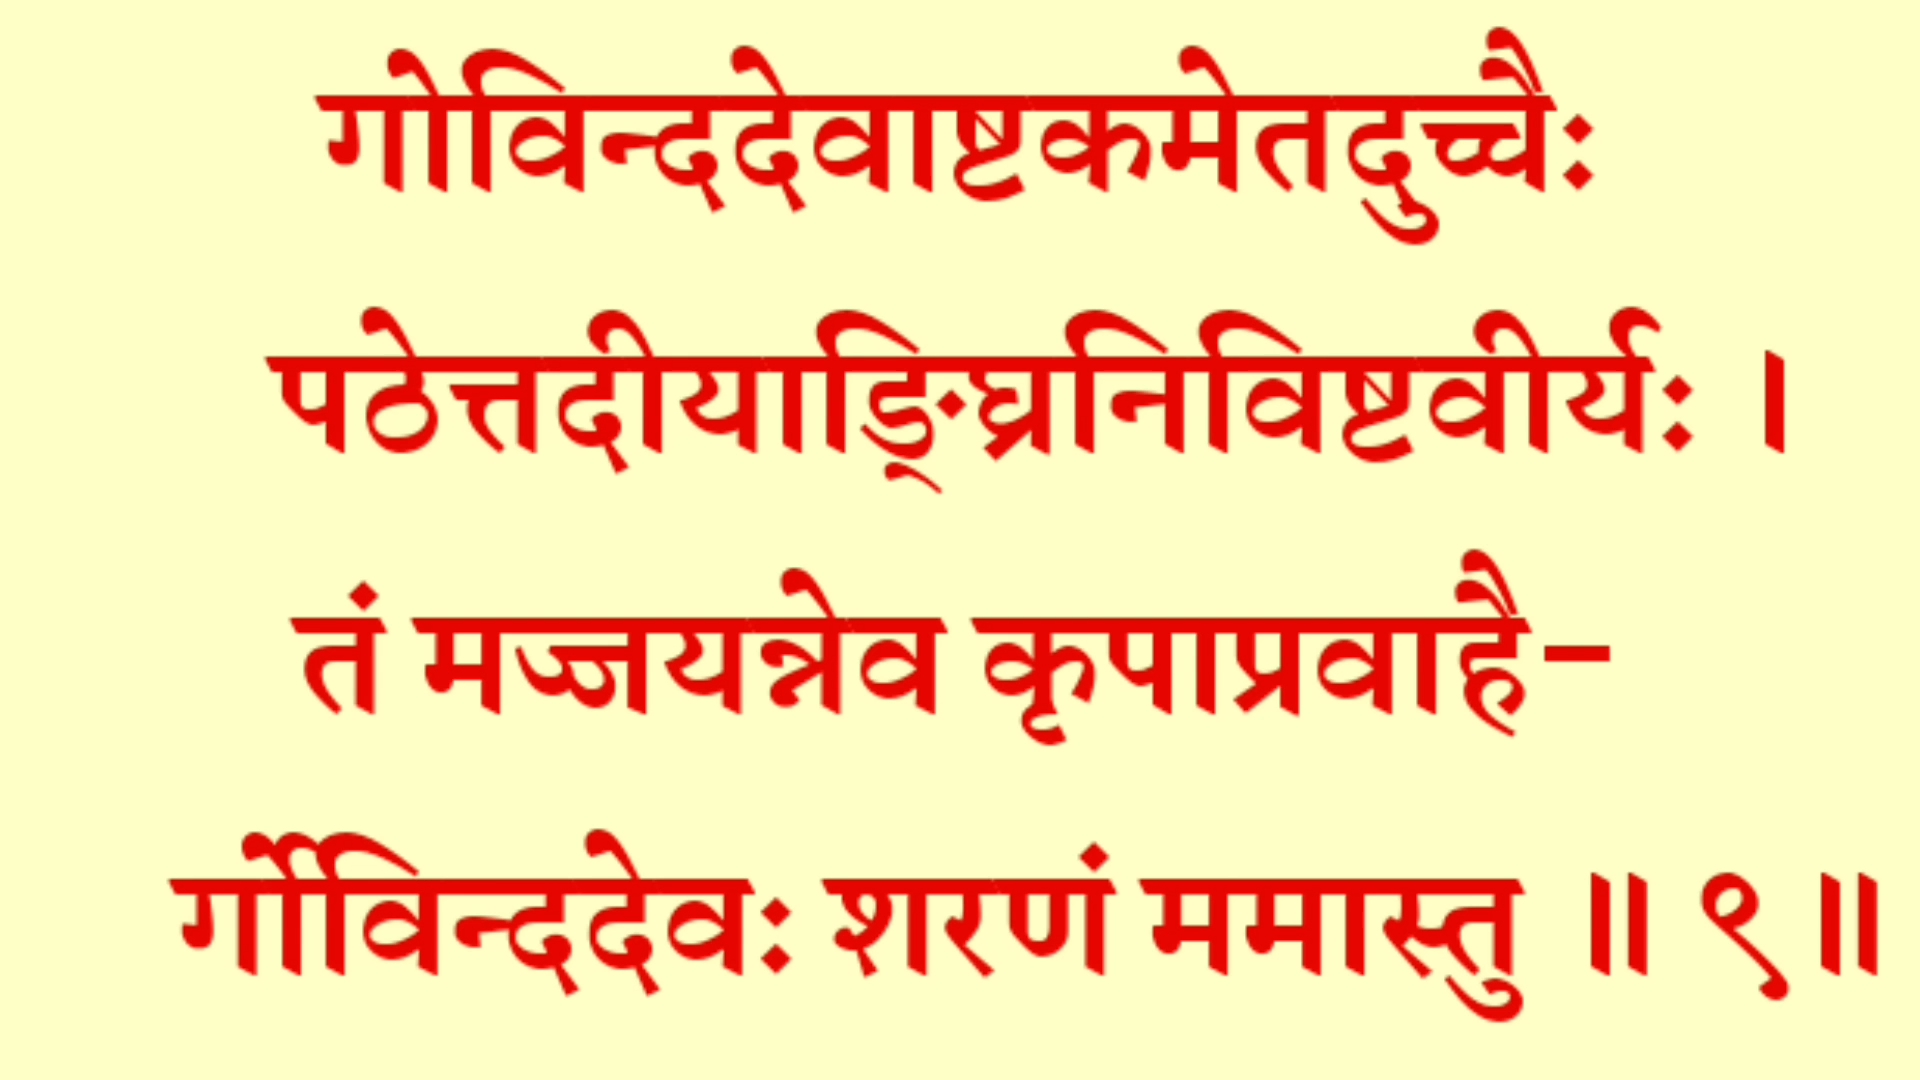 गोविन्ददेवाष्टकमेतदुच्चैः
पठेत्तदीयाङ्घ्रिनिविष्टवीर्यः ।
तं मज्जयन्नेव कृपाप्रवाहै-
र्गोविन्ददेवः शरणं ममास्तु ॥ ९ ॥